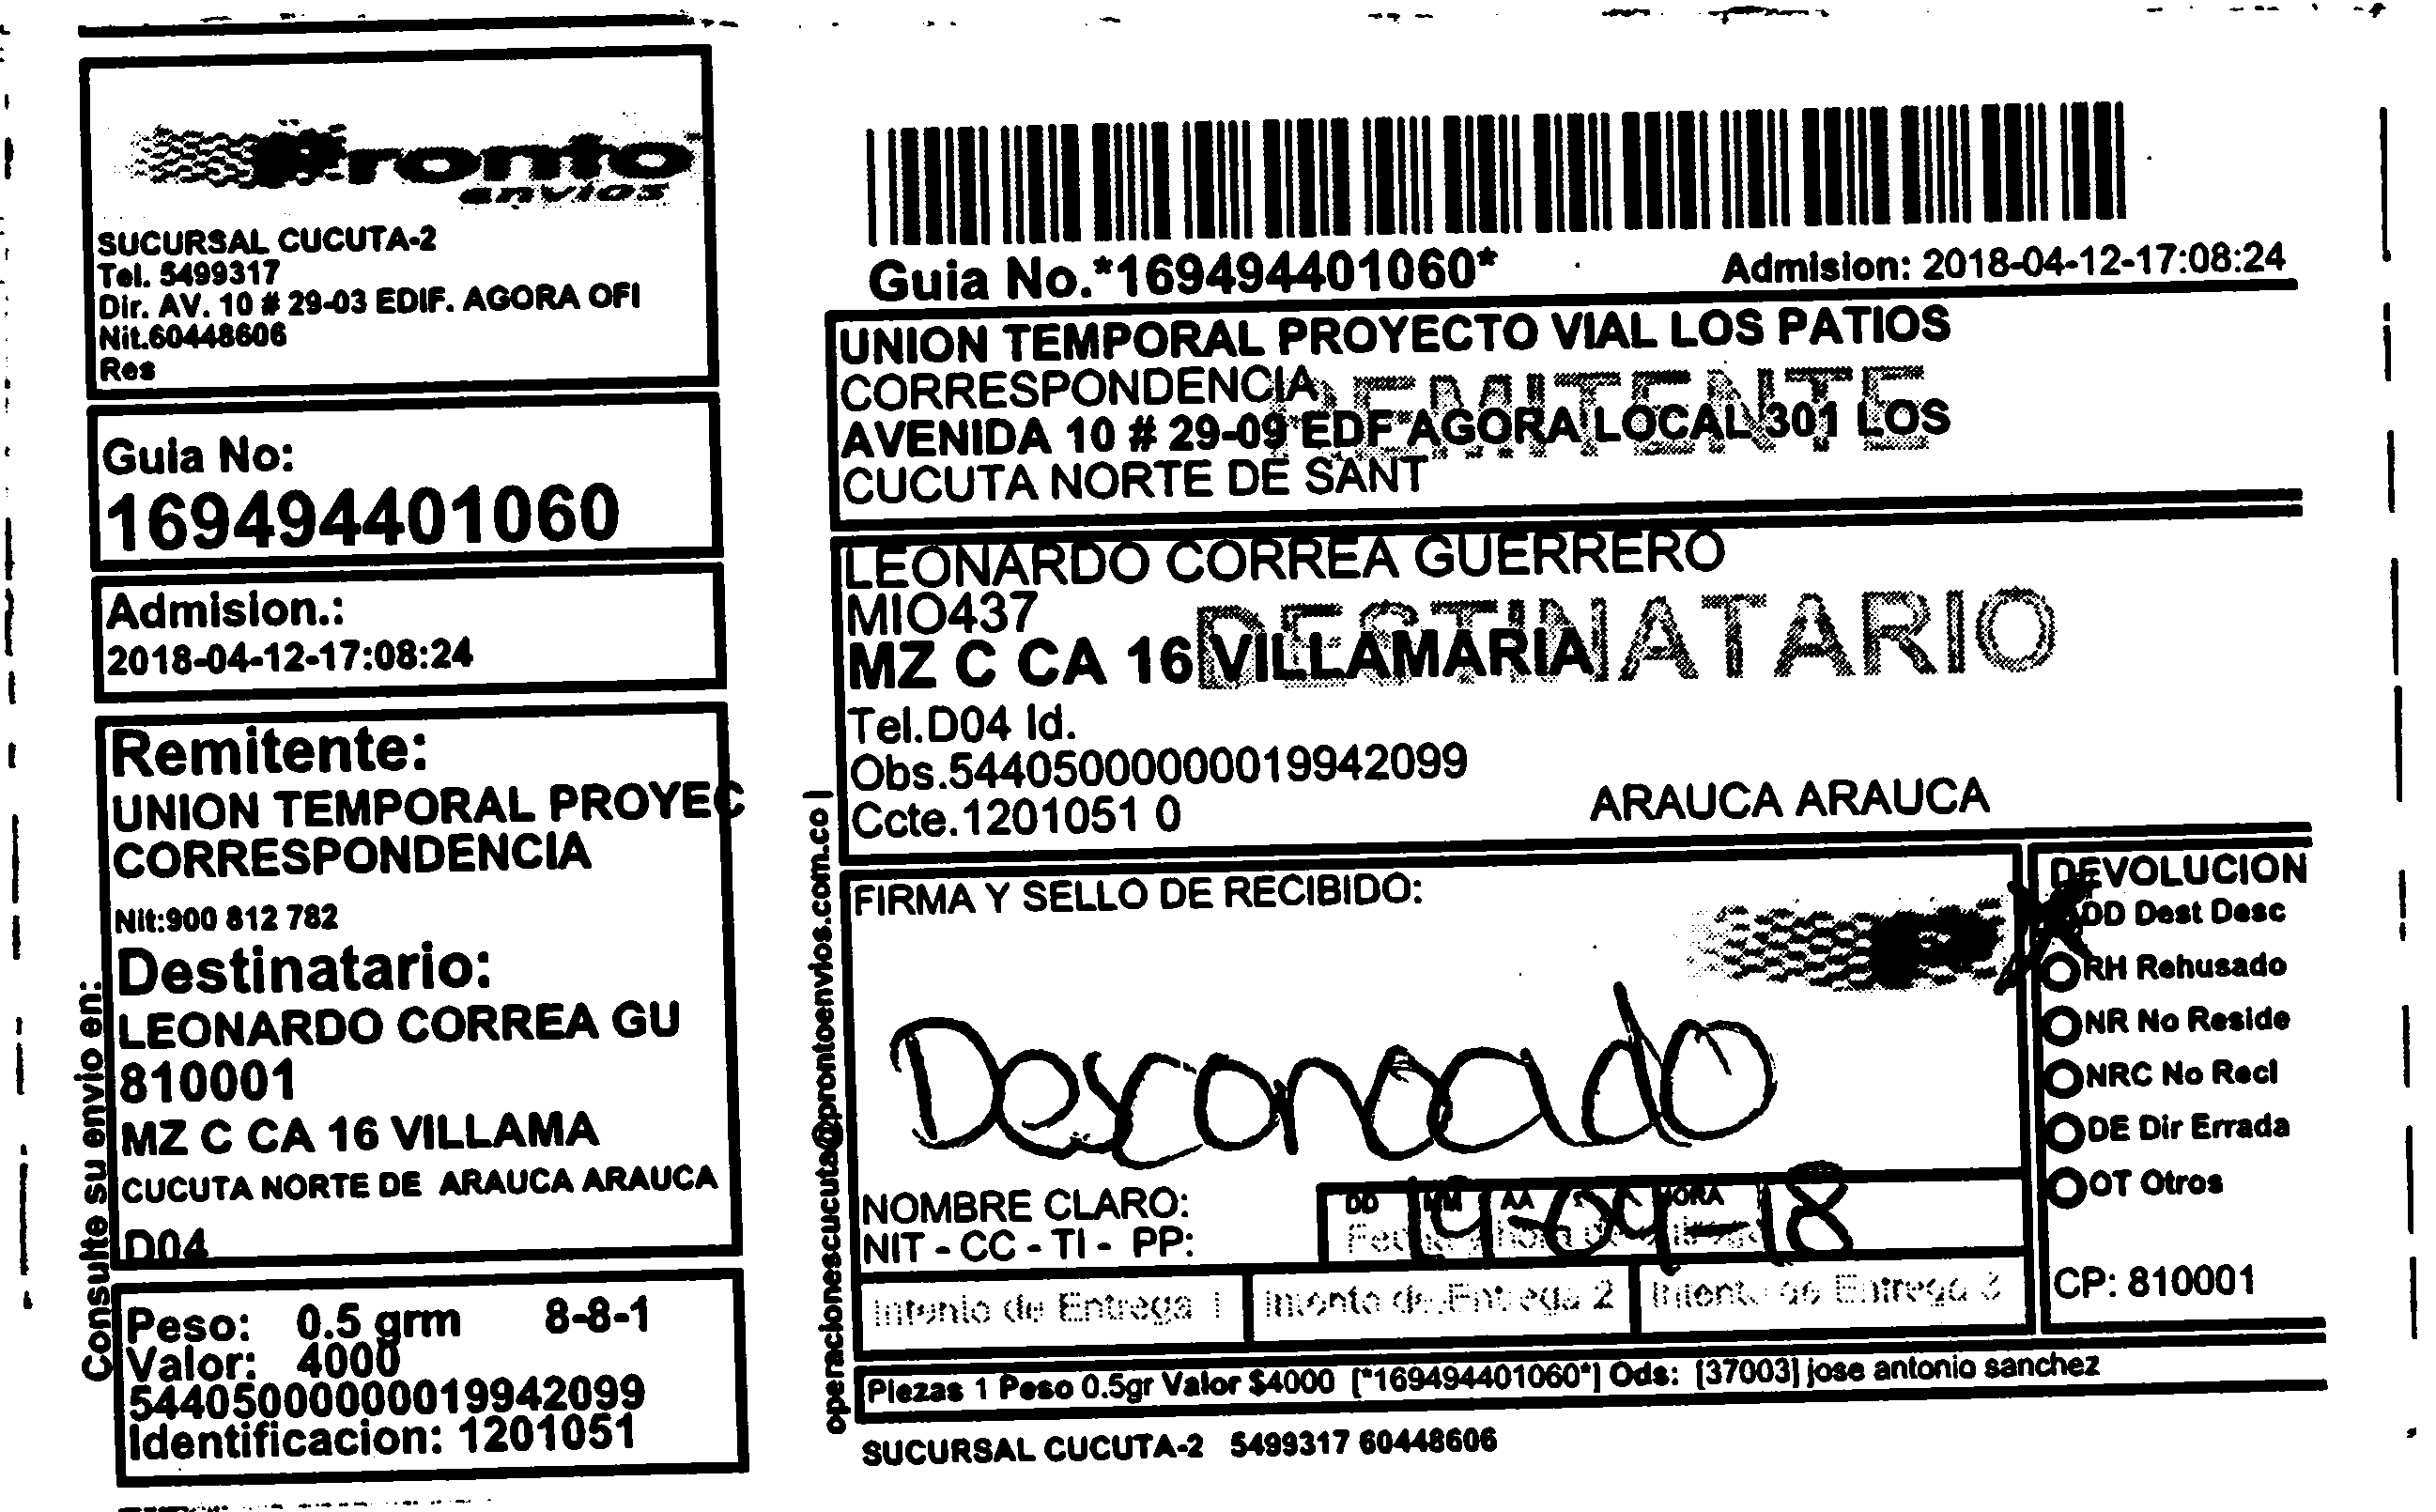 Pronto
envios
SUCURSAL CUCUTA-2
Tel. 5499317
Dir. AV. 10 # 29-03 EDIF. AGORA OFI
Nit.60448606
Res
Guia No:
169494401060
Admision.:
2018-04-12-17:08:24
Remitente:
UNION TEMPORAL PROYEC
CORRESPONDENCIA
Nit:900 812 782
Destinatario:
LEONARDO CORREA GU
810001
MZ C CA 16 VILLAMA
CUCUTA NORTE DE ARAUCA ARAUCA
D04
Peso: 0.5 grm 8-8-1
Valor: 4000
544050000000019942099
Identificacion: 1201051
Consulte su envio en:
operacionescucuta@prontoenvios.com.co |
Guia No.*169494401060*
Admision: 2018-04-12-17:08:24
UNION TEMPORAL PROYECTO VIAL LOS PATIOS
CORRESPONDENCIA
REMITENTE
AVENIDA 10 # 29-09 EDF AGORA LOCAL 301 LOS
CUCUTA NORTE DE SANT
LEONARDO CORREA GUERRERO
MIO437
DESTINATARIO
MZ C CA 16 VILLAMARIA
Tel.D04 Id.
Obs.544050000000019942099
Ccte.1201051 0
ARAUCA ARAUCA
FIRMA Y SELLO DE RECIBIDO:
Desconocado
NOMBRE CLARO:
NIT - CC - TI - PP:
DD MM AA HORA
19-04-18
Intento de Entrega 1
Intento de Entrega 2
Intento de Entrega 3
DEVOLUCION
DD Dest Desc
RH Rehusado
NR No Reside
NRC No Recl
DE Dir Errada
OT Otros
CP: 810001
Piezas 1 Peso 0.5gr Valor $4000 [*169494401060*] Ods: [37003] jose antonio sanchez
SUCURSAL CUCUTA-2 5499317 60448606